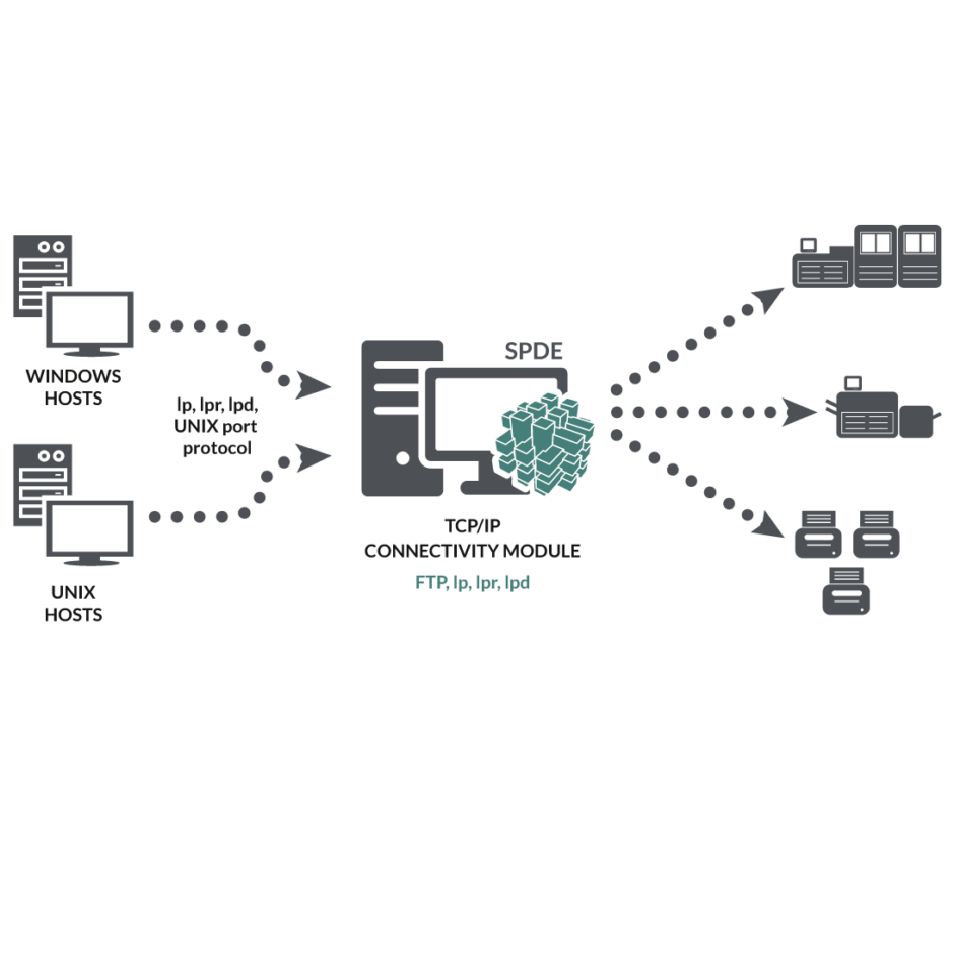 WINDOWS
HOSTS
lp, lpr, lpd,
UNIX port
protocol
UNIX
HOSTS
SPDE
TCP/IP
CONNECTIVITY MODULE
FTP, lp, lpr, lpd